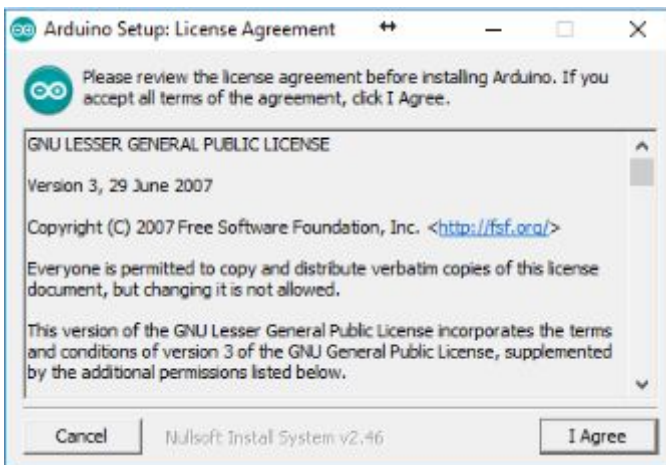 Arduino Setup: License Agreement
Please review the license agreement before installing Arduino. If you
accept all terms of the agreement, click I Agree.
GNU LESSER GENERAL PUBLIC LICENSE
Version 3, 29 June 2007
Copyright (C) 2007 Free Software Foundation, Inc. <http://fsf.org/>
Everyone is permitted to copy and distribute verbatim copies of this license
document, but changing it is not allowed.
This version of the GNU Lesser General Public License incorporates the terms
and conditions of version 3 of the GNU General Public License, supplemented
by the additional permissions listed below.
Cancel Nullsoft Install System v2.46 I Agree